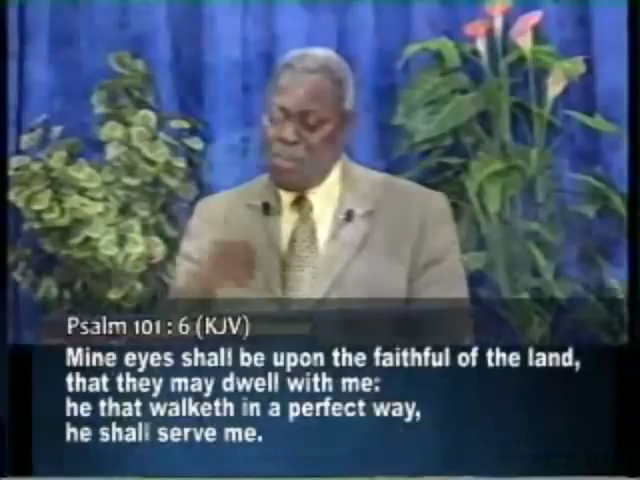 Psalm 101 : 6 (KJV)
Mine eyes shall be upon the faithful of the land,
that they may dwell with me:
he that walketh in a perfect way,
he shall serve me.